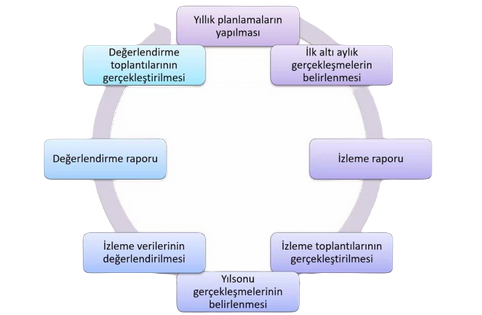 Yıllık planlamaların
yapılması
İlk altı aylık
gerçekleşmelerin
belirlenmesi
İzleme raporu
İzleme toplantılarının
gerçekleştirilmesi
Yılsonu
gerçekleşmelerinin
belirlenmesi
İzleme verilerinin
değerlendirilmesi
Değerlendirme raporu
Değerlendirme
toplantılarının
gerçekleştirilmesi